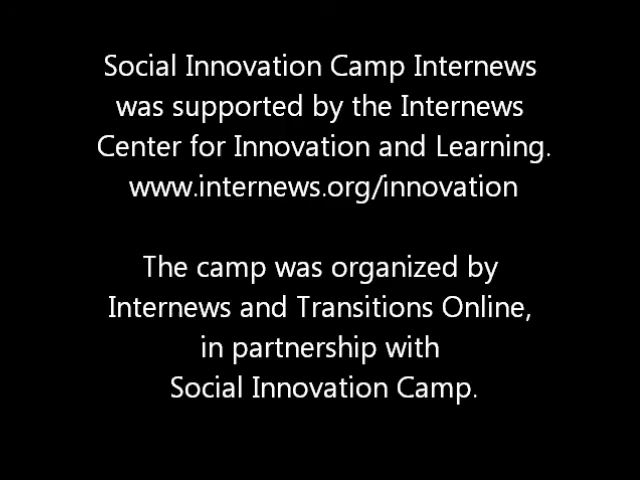 Social Innovation Camp Internews
was supported by the Internews
Center for Innovation and Learning.
www.internews.org/innovation
The camp was organized by
Internews and Transitions Online,
in partnership with
Social Innovation Camp.